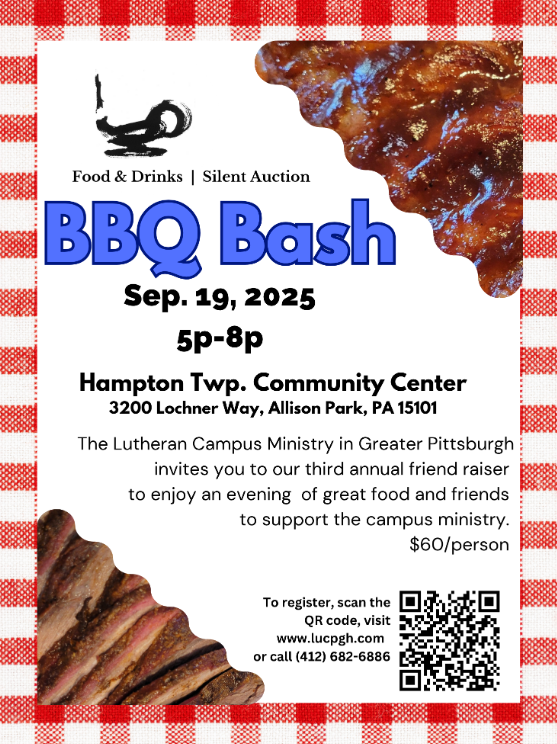 Food & Drinks | Silent Auction
BBQ Bash
Sep. 19, 2025
5p-8p
Hampton Twp. Community Center
3200 Lochner Way, Allison Park, PA 15101
The Lutheran Campus Ministry in Greater Pittsburgh
invites you to our third annual friend raiser
to enjoy an evening of great food and friends
to support the campus ministry.
$60/person
To register, scan the
QR code, visit
www.lucpgh.com
or call (412) 682-6886